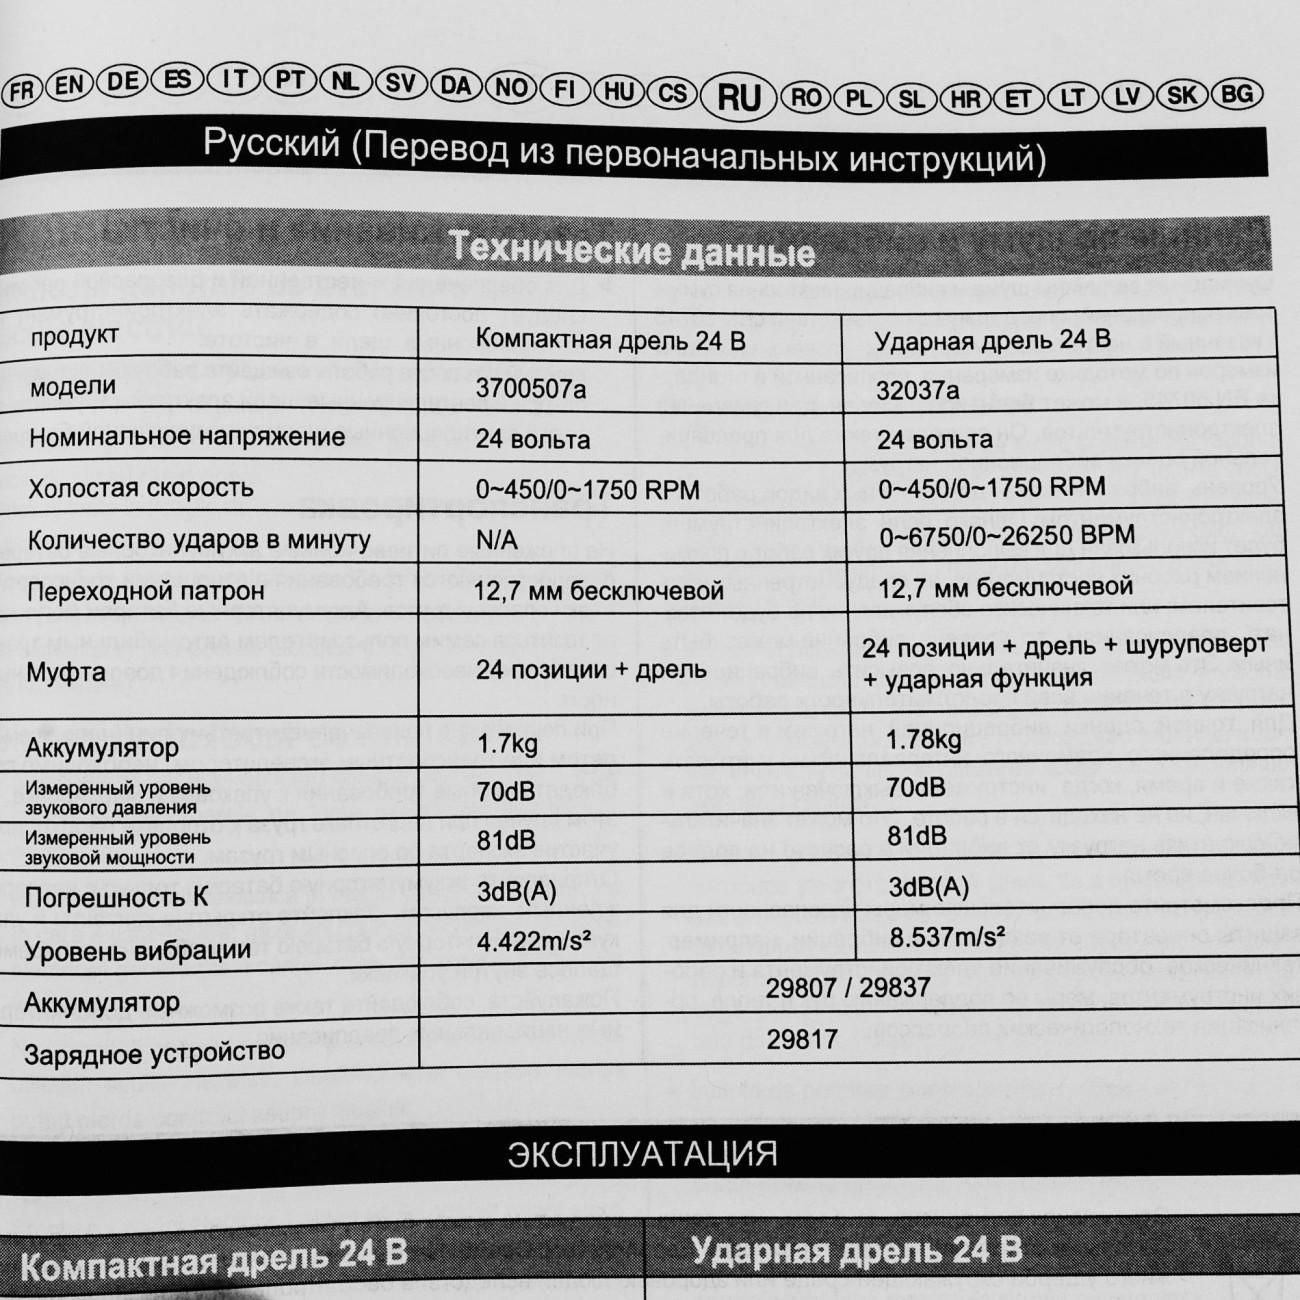 FR EN DE ES IT PT NL SV DA NO FI HU CS RU RO PL SL HR ET LT LV SK BG
Русский (Перевод из первоначальных инструкций)
Технические данные
продукт Компактная дрель 24 В Ударная дрель 24 В
модели 3700507a 32037a
Номинальное напряжение 24 вольта 24 вольта
Холостая скорость 0~450/0~1750 RPM 0~450/0~1750 RPM
Количество ударов в минуту N/A 0~6750/0~26250 BPM
Переходной патрон 12,7 мм бесключевой 12,7 мм бесключевой
Муфта 24 позиции + дрель 24 позиции + дрель + шуруповерт
+ ударная функция
Аккумулятор 1.7kg 1.78kg
Измеренный уровень
звукового давления 70dB 70dB
Измеренный уровень
звуковой мощности 81dB 81dB
Погрешность K 3dB(A) 3dB(A)
Уровень вибрации 4.422m/s² 8.537m/s²
Аккумулятор 29807 / 29837
Зарядное устройство 29817
ЭКСПЛУАТАЦИЯ
Компактная дрель 24 В Ударная дрель 24 В